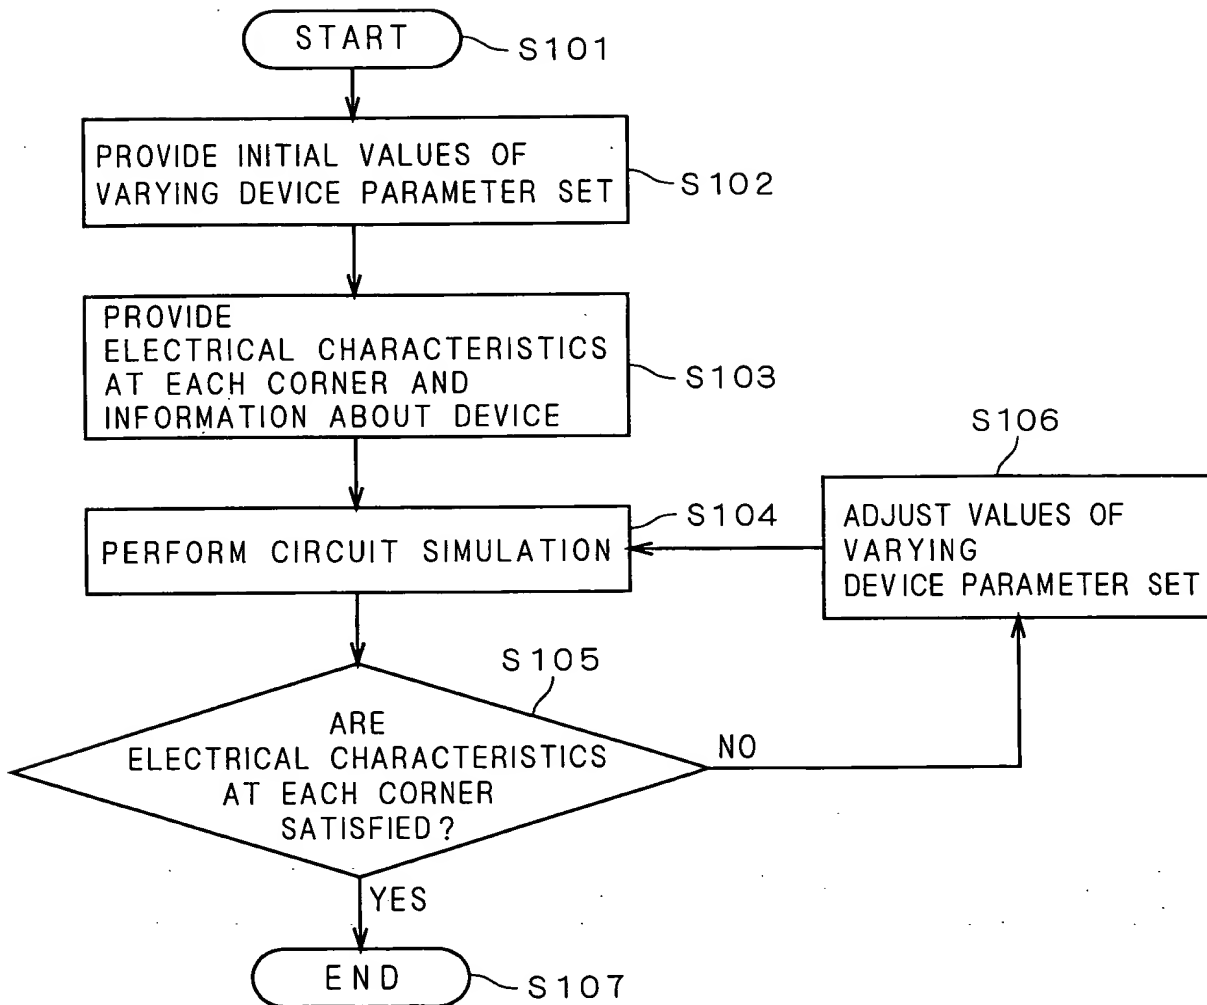 START
S101
PROVIDE INITIAL VALUES OF
VARYING DEVICE PARAMETER SET
S102
PROVIDE
ELECTRICAL CHARACTERISTICS
AT EACH CORNER AND
INFORMATION ABOUT DEVICE
S103
PERFORM CIRCUIT SIMULATION
S104
S106
ADJUST VALUES OF
VARYING
DEVICE PARAMETER SET
S105
ARE
ELECTRICAL CHARACTERISTICS
AT EACH CORNER
SATISFIED?
NO
YES
END
S107